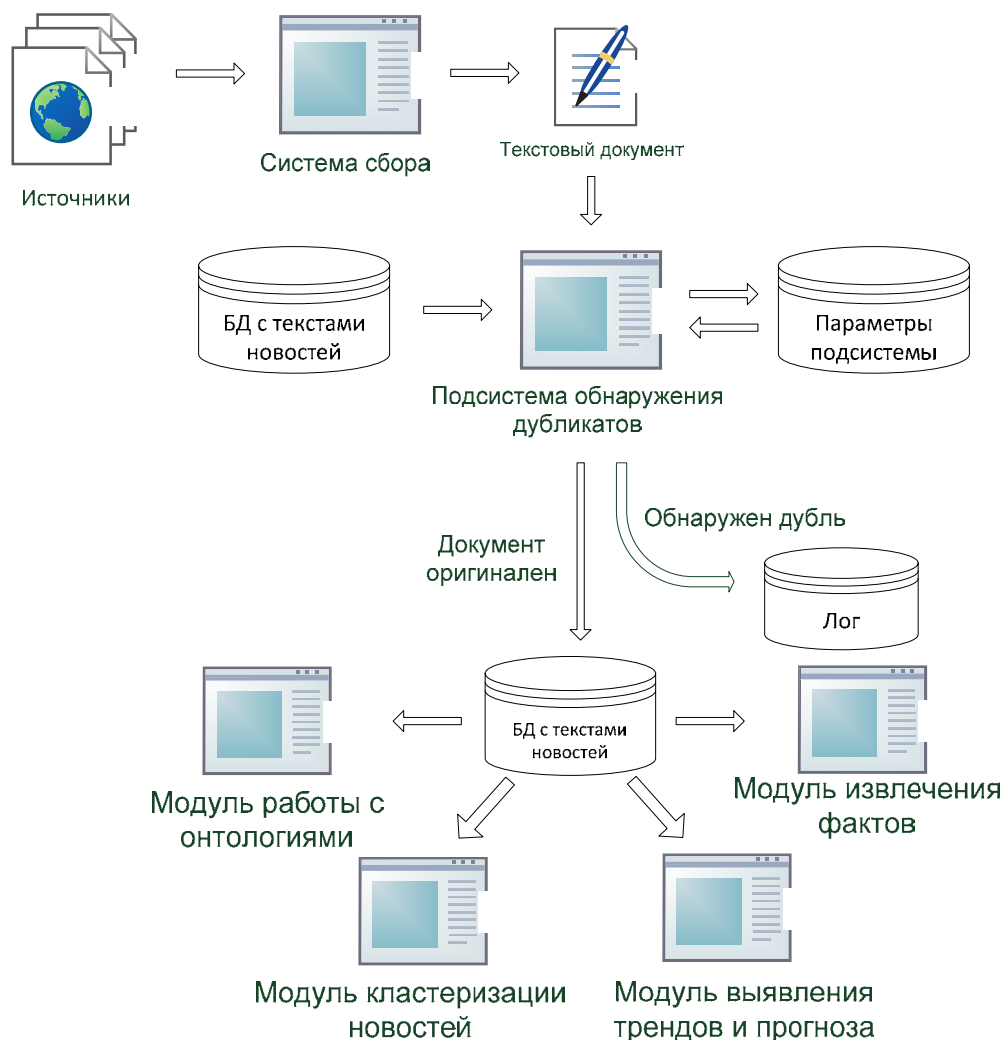 Источники
Система сбора
Текстовый документ
БД с текстами
новостей
Параметры
подсистемы
Подсистема обнаружения
дубликатов
Обнаружен дубль
Документ
оригинален
Лог
БД с текстами
новостей
Модуль работы с
онтологиями
Модуль извлечения
фактов
Модуль кластеризации
новостей
Модуль выявления
трендов и прогноза